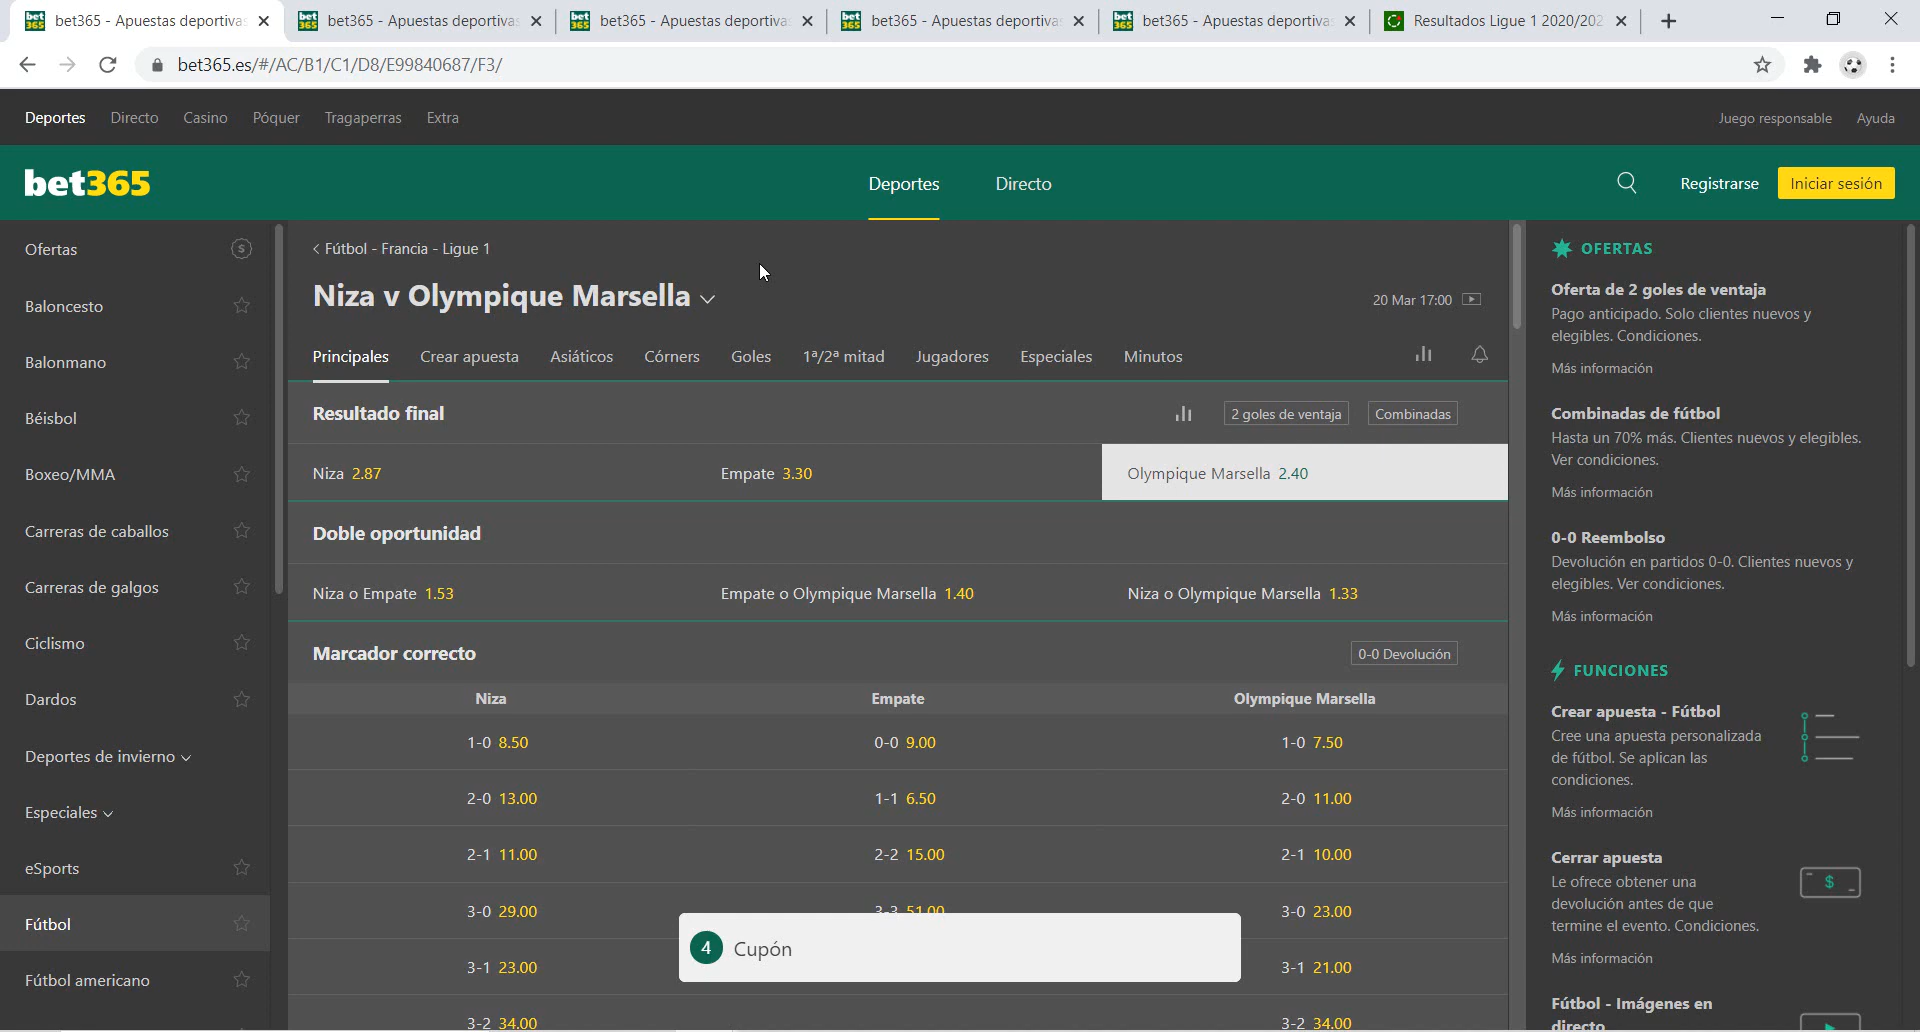 bet365 - Apuestas deportivas
bet365 - Apuestas deportivas
bet365 - Apuestas deportivas
bet365 - Apuestas deportivas
bet365 - Apuestas deportivas
Resultados Ligue 1 2020/202
bet365.es/#/AC/B1/C1/D8/E99840687/F3/
Deportes Directo Casino Póquer Tragaperras Extra
Juego responsable Ayuda
bet365
Deportes Directo
Registrarse Iniciar sesión
Ofertas
Baloncesto
Balonmano
Béisbol
Boxeo/MMA
Carreras de caballos
Carreras de galgos
Ciclismo
Dardos
Deportes de invierno
Especiales
eSports
Fútbol
Fútbol americano
< Fútbol - Francia - Ligue 1
Niza v Olympique Marsella
20 Mar 17:00
Principales Crear apuesta Asiáticos Córners Goles 1ª/2ª mitad Jugadores Especiales Minutos
Resultado final
2 goles de ventaja Combinadas
Niza 2.87 Empate 3.30 Olympique Marsella 2.40
Doble oportunidad
Niza o Empate 1.53 Empate o Olympique Marsella 1.40 Niza o Olympique Marsella 1.33
Marcador correcto
0-0 Devolución
Niza Empate Olympique Marsella
1-0 8.50 0-0 9.00 1-0 7.50
2-0 13.00 1-1 6.50 2-0 11.00
2-1 11.00 2-2 15.00 2-1 10.00
3-0 29.00 3-3 51.00 3-0 23.00
3-1 23.00 3-1 21.00
3-2 34.00 3-2 34.00
4 Cupón
OFERTAS
Oferta de 2 goles de ventaja
Pago anticipado. Solo clientes nuevos y
elegibles. Condiciones.
Más información
Combinadas de fútbol
Hasta un 70% más. Clientes nuevos y elegibles.
Ver condiciones.
Más información
0-0 Reembolso
Devolución en partidos 0-0. Clientes nuevos y
elegibles. Ver condiciones.
Más información
FUNCIONES
Crear apuesta - Fútbol
Cree una apuesta personalizada
de fútbol. Se aplican las
condiciones.
Más información
Cerrar apuesta
Le ofrece obtener una
devolución antes de que
termine el evento. Condiciones.
Más información
Fútbol - Imágenes en
directo